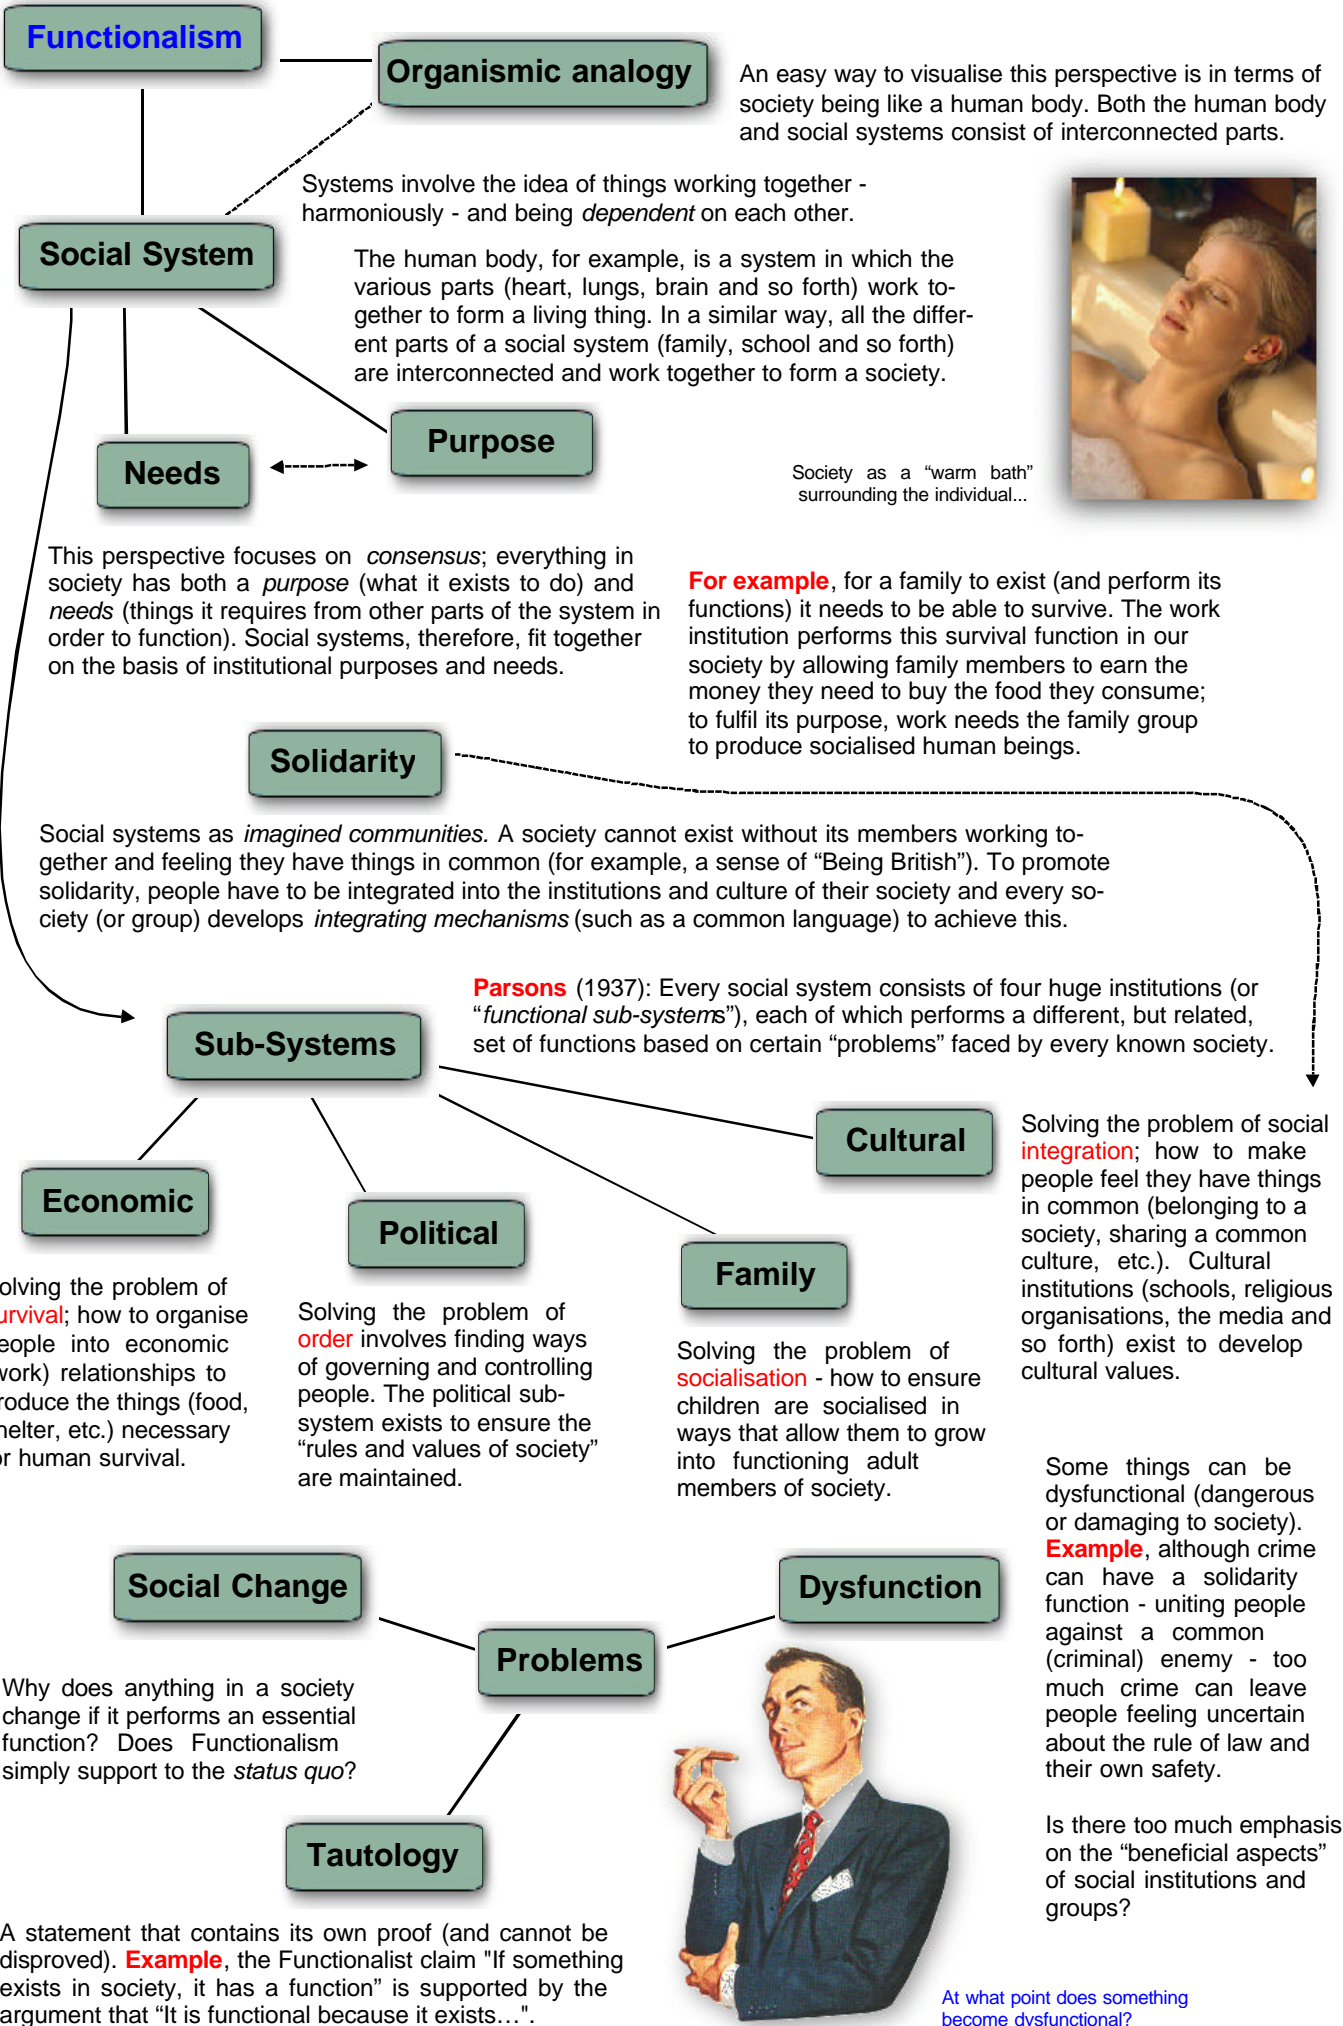 Functionalism
Organismic analogy
An easy way to visualise this perspective is in terms of
society being like a human body. Both the human body
and social systems consist of interconnected parts.
Systems involve the idea of things working together -
harmoniously - and being dependent on each other.
Social System
The human body, for example, is a system in which the
various parts (heart, lungs, brain and so forth) work to-
gether to form a living thing. In a similar way, all the differ-
ent parts of a social system (family, school and so forth)
are interconnected and work together to form a society.
Purpose
Needs
Society as a “warm bath”
surrounding the individual...
This perspective focuses on consensus; everything in
society has both a purpose (what it exists to do) and
needs (things it requires from other parts of the system in
order to function). Social systems, therefore, fit together
on the basis of institutional purposes and needs.
For example, for a family to exist (and perform its
functions) it needs to be able to survive. The work
institution performs this survival function in our
society by allowing family members to earn the
money they need to buy the food they consume;
to fulfil its purpose, work needs the family group
to produce socialised human beings.
Solidarity
Social systems as imagined communities. A society cannot exist without its members working to-
gether and feeling they have things in common (for example, a sense of “Being British”). To promote
solidarity, people have to be integrated into the institutions and culture of their society and every so-
ciety (or group) develops integrating mechanisms (such as a common language) to achieve this.
Parsons (1937): Every social system consists of four huge institutions (or
“functional sub-systems”), each of which performs a different, but related,
set of functions based on certain “problems” faced by every known society.
Sub-Systems
Cultural
Solving the problem of social
integration; how to make
people feel they have things
in common (belonging to a
society, sharing a common
culture, etc.). Cultural
institutions (schools, religious
organisations, the media and
so forth) exist to develop
cultural values.
Economic
olving the problem of
urvival; how to organise
eople into economic
work) relationships to
roduce the things (food,
helter, etc.) necessary
or human survival.
Political
Solving the problem of
order involves finding ways
of governing and controlling
people. The political sub-
system exists to ensure the
“rules and values of society”
are maintained.
Family
Solving the problem of
socialisation - how to ensure
children are socialised in
ways that allow them to grow
into functioning adult
members of society.
Some things can be
dysfunctional (dangerous
or damaging to society).
Example, although crime
can have a solidarity
function - uniting people
against a common
(criminal) enemy - too
much crime can leave
people feeling uncertain
about the rule of law and
their own safety.
Is there too much emphasis
on the “beneficial aspects”
of social institutions and
groups?
Social Change
Dysfunction
Problems
Why does anything in a society
change if it performs an essential
function? Does Functionalism
simply support to the status quo?
Tautology
A statement that contains its own proof (and cannot be
disproved). Example, the Functionalist claim "If something
exists in society, it has a function” is supported by the
argument that “It is functional because it exists…".
At what point does something
become dysfunctional?